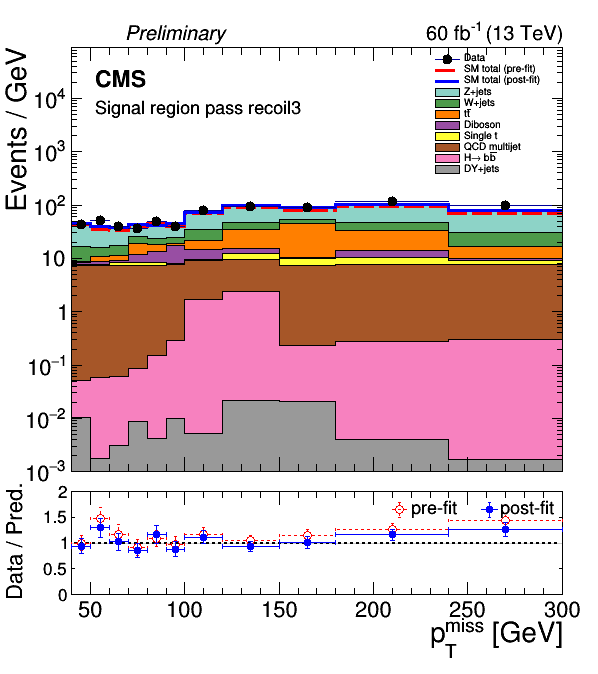 Preliminary
60 fb⁻¹ (13 TeV)
Events / GeV
CMS
Signal region pass recoil3
Data
SM total (pre-fit)
SM total (post-fit)
Z+jets
W+jets
tt̅
Diboson
Single t
QCD multijet
H→ bb̅
DY+jets
10⁴
10³
10²
10
1
10⁻¹
10⁻²
10⁻³
Data / Pred.
2
1.5
1
0.5
0
pre-fit
post-fit
50 100 150 200 250 300
p_T^miss [GeV]